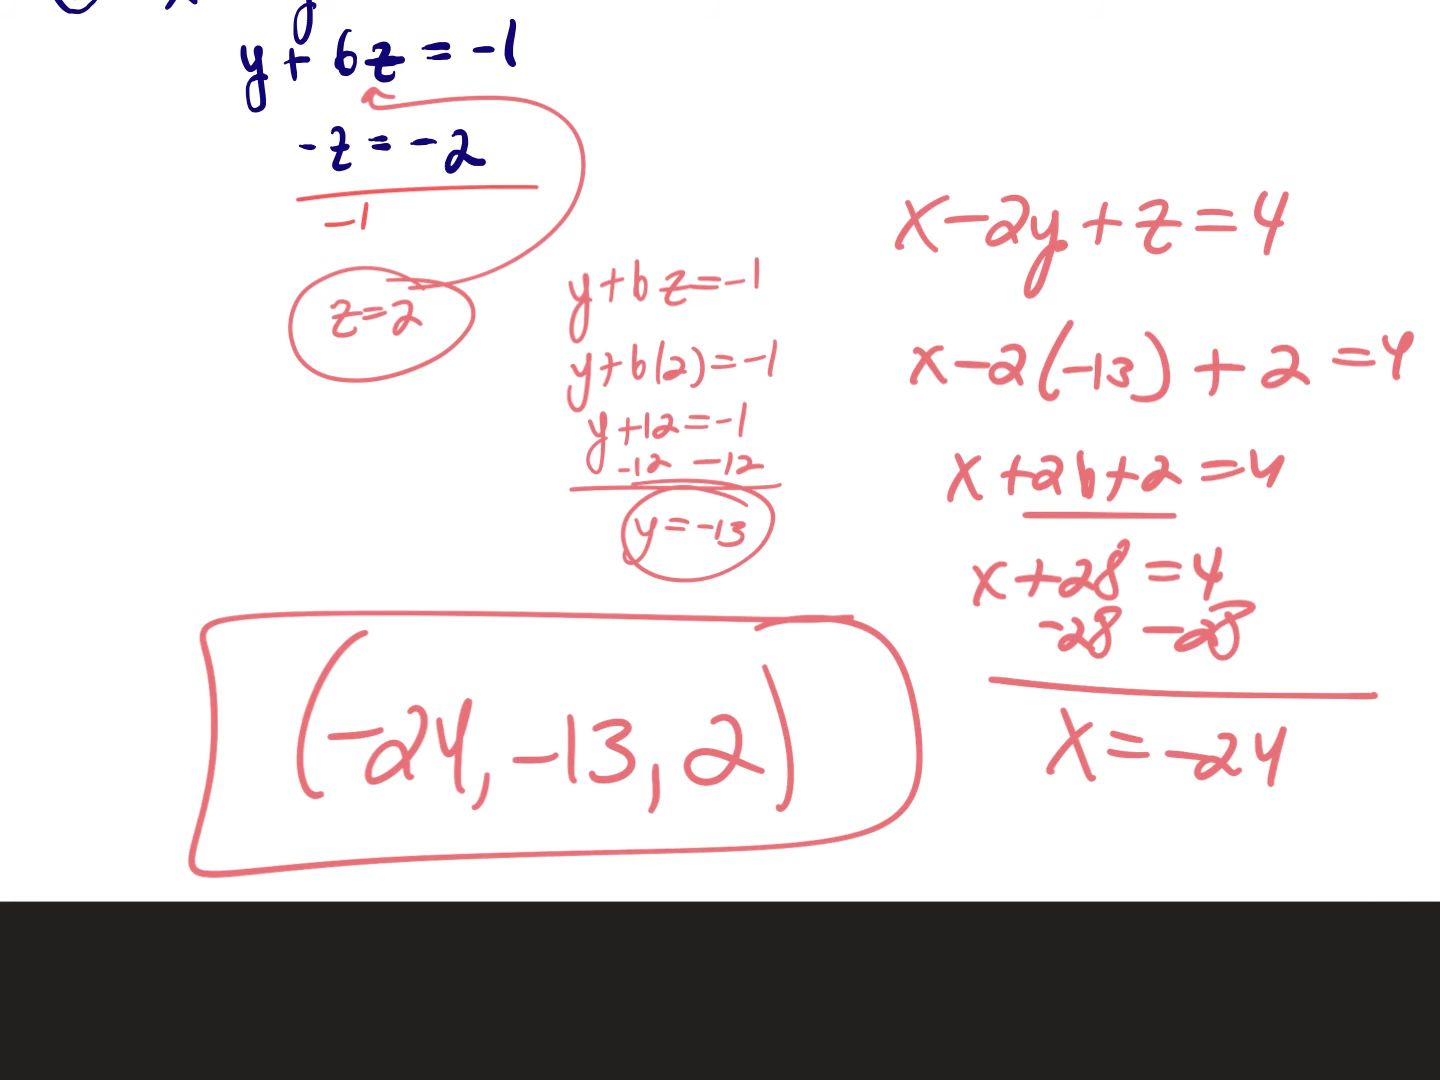 y + 6z = -1
-z = -2
-1
z=2
y+6z=-1
y+6(2)=-1
y+12=-1
-12 -12
y=-13
x-2y+z=4
x-2(-13)+2=4
x+26+2=4
x+28=4
-28 -28
x=-24
(-24,-13,2)